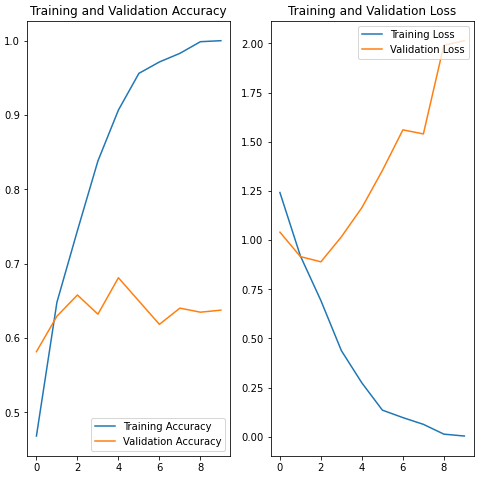 Training and Validation Accuracy
1.0
0.9
0.8
0.7
0.6
0.5
0 2 4 6 8
Training Accuracy
Validation Accuracy
Training and Validation Loss
2.00
1.75
1.50
1.25
1.00
0.75
0.50
0.25
0.00
0 2 4 6 8
Training Loss
Validation Loss